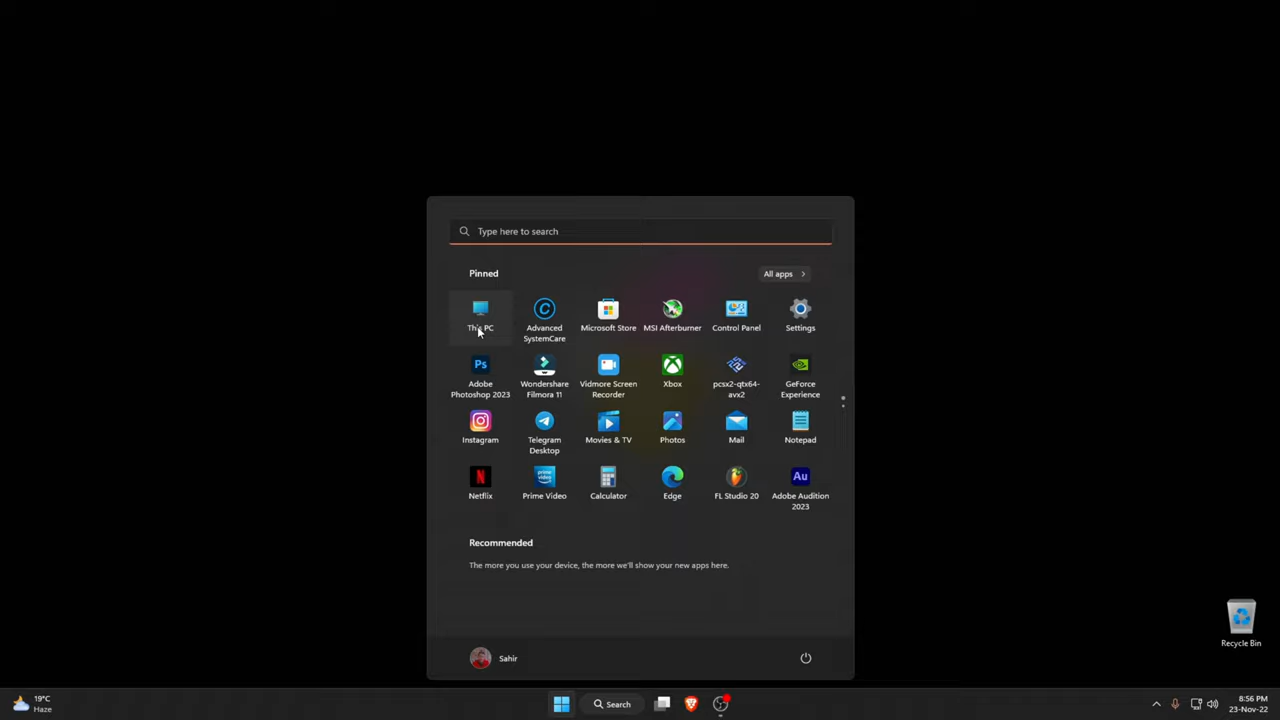 Type here to search
Pinned
All apps
This PC
Advanced
SystemCare
Microsoft Store
MSI Afterburner
Control Panel
Settings
Adobe
Photoshop 2023
Wondershare
Filmora 11
Vidmore Screen
Recorder
Xbox
pcsx2-qtx64-
avx2
GeForce
Experience
Instagram
Telegram
Desktop
Movies & TV
Photos
Mail
Notepad
Netflix
Prime Video
Calculator
Edge
FL Studio 20
Adobe Audition
2023
Recommended
The more you use your device, the more we'll show your new apps here.
Sahir
Recycle Bin
19°C
Haze
Search
8:56 PM
23-Nov-22